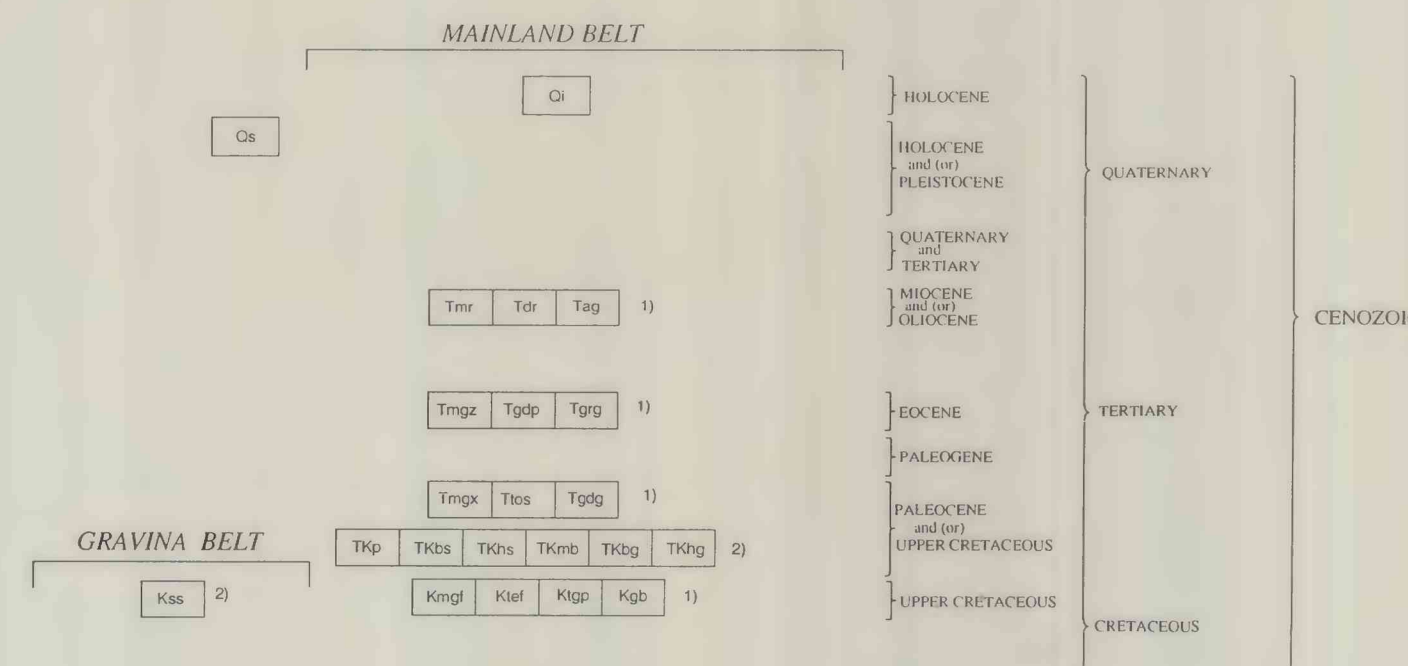 MAINLAND BELT
Qi
HOLOCENE
Qs
HOLOCENE
and (or)
PLEISTOCENE
QUATERNARY
QUATERNARY
and
TERTIARY
Tmr Tdr Tag 1)
MIOCENE
and (or)
OLIOCENE
CENOZOI
Tmgz Tgdp Tgrg 1)
EOCENE
TERTIARY
PALEOGENE
Tmgx Ttos Tgdg 1)
PALEOCENE
and (or)
UPPER CRETACEOUS
GRAVINA BELT
TKp TKbs TKhs TKmb TKbg TKhg 2)
Kss 2)
Kmgf Ktef Ktgp Kgb 1)
UPPER CRETACEOUS
CRETACEOUS